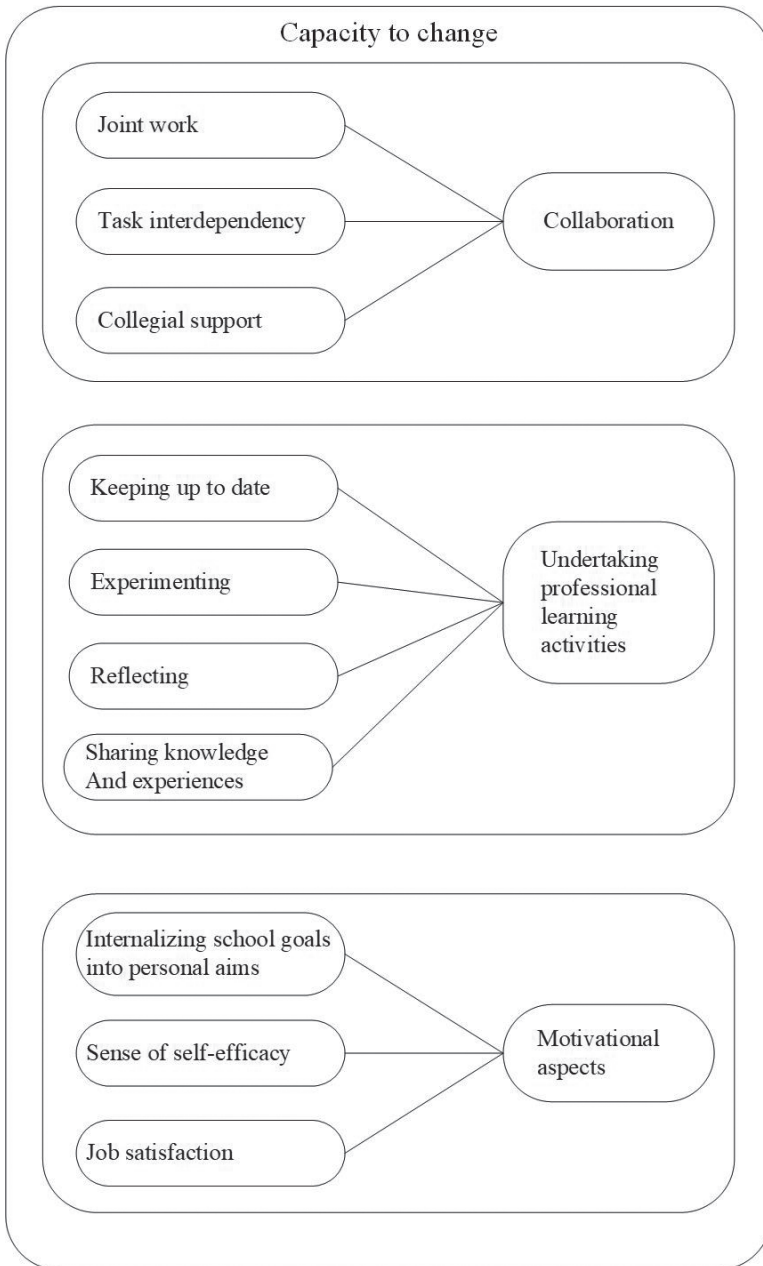 Capacity to change
Joint work
Task interdependency
Collegial support
Collaboration
Keeping up to date
Experimenting
Reflecting
Sharing knowledge
And experiences
Undertaking
professional
learning
activities
Internalizing school goals
into personal aims
Sense of self-efficacy
Job satisfaction
Motivational
aspects